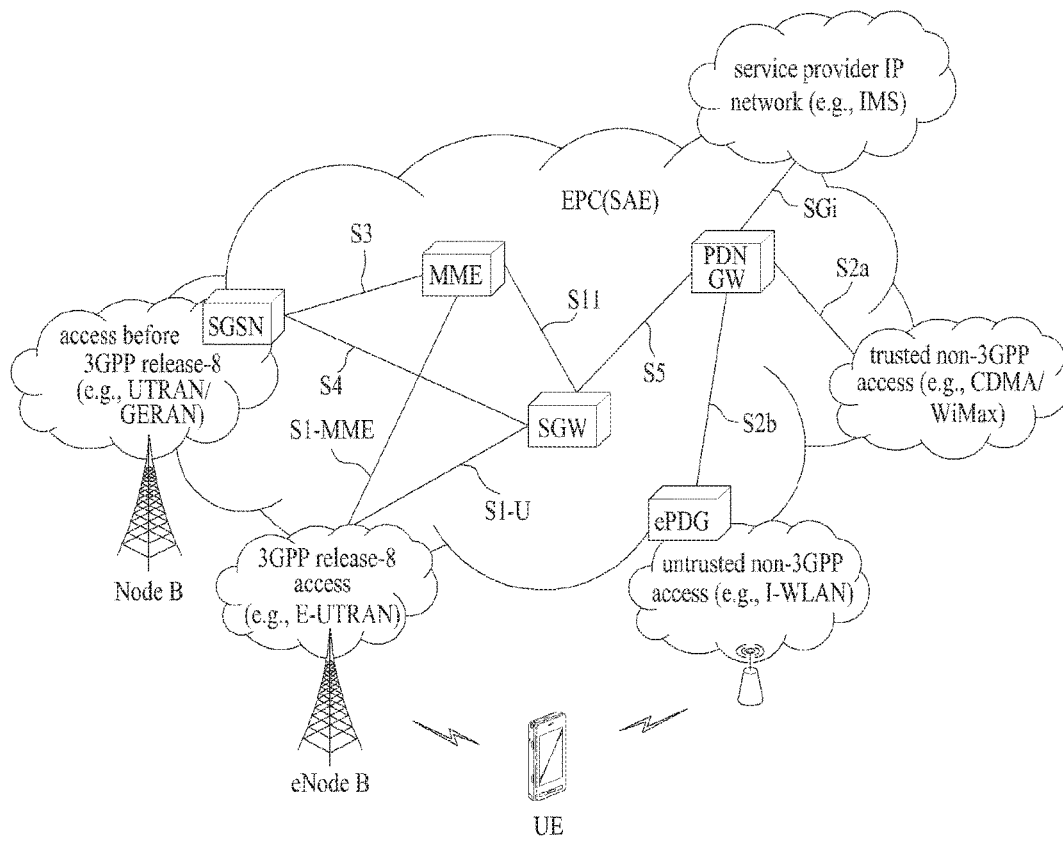 service provider IP
network (e.g., IMS)
EPC(SAE)
SGi
S3
MME
PDN
GW
S2a
SGSN
S11
access before
3GPP release-8
(e.g., UTRAN/
GERAN)
S4
S5
trusted non-3GPP
access (e.g., CDMA/
WiMax)
S1-MME
SGW
S2b
S1-U
ePDG
Node B
3GPP release-8
access
(e.g., E-UTRAN)
untrusted non-3GPP
access (e.g., I-WLAN)
eNode B
UE